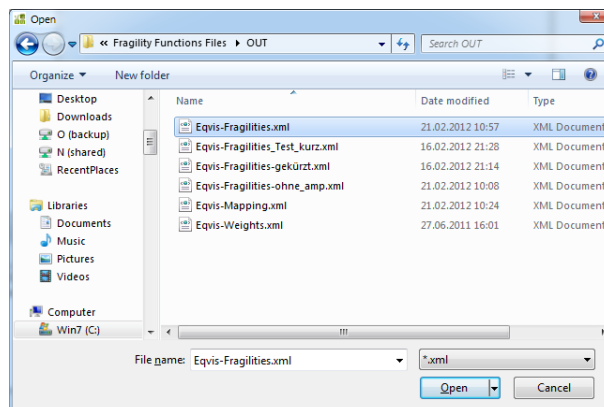 Open
« Fragility Functions Files ▸ OUT
Search OUT
Organize ▾ New folder
Name Date modified Type
Desktop
Downloads
O (backup)
N (shared)
RecentPlaces
Libraries
Documents
Music
Pictures
Videos
Computer
Win7 (C:)
Eqvis-Fragilities.xml 21.02.2012 10:57 XML Document
Eqvis-Fragilities_Test_kurz.xml 16.02.2012 21:28 XML Document
Eqvis-Fragilities-gekürzt.xml 16.02.2012 21:14 XML Document
Eqvis-Fragilities-ohne_amp.xml 21.02.2012 10:08 XML Document
Eqvis-Mapping.xml 21.02.2012 10:24 XML Document
Eqvis-Weights.xml 27.06.2011 16:01 XML Document
File name: Eqvis-Fragilities.xml *.xml
Open Cancel